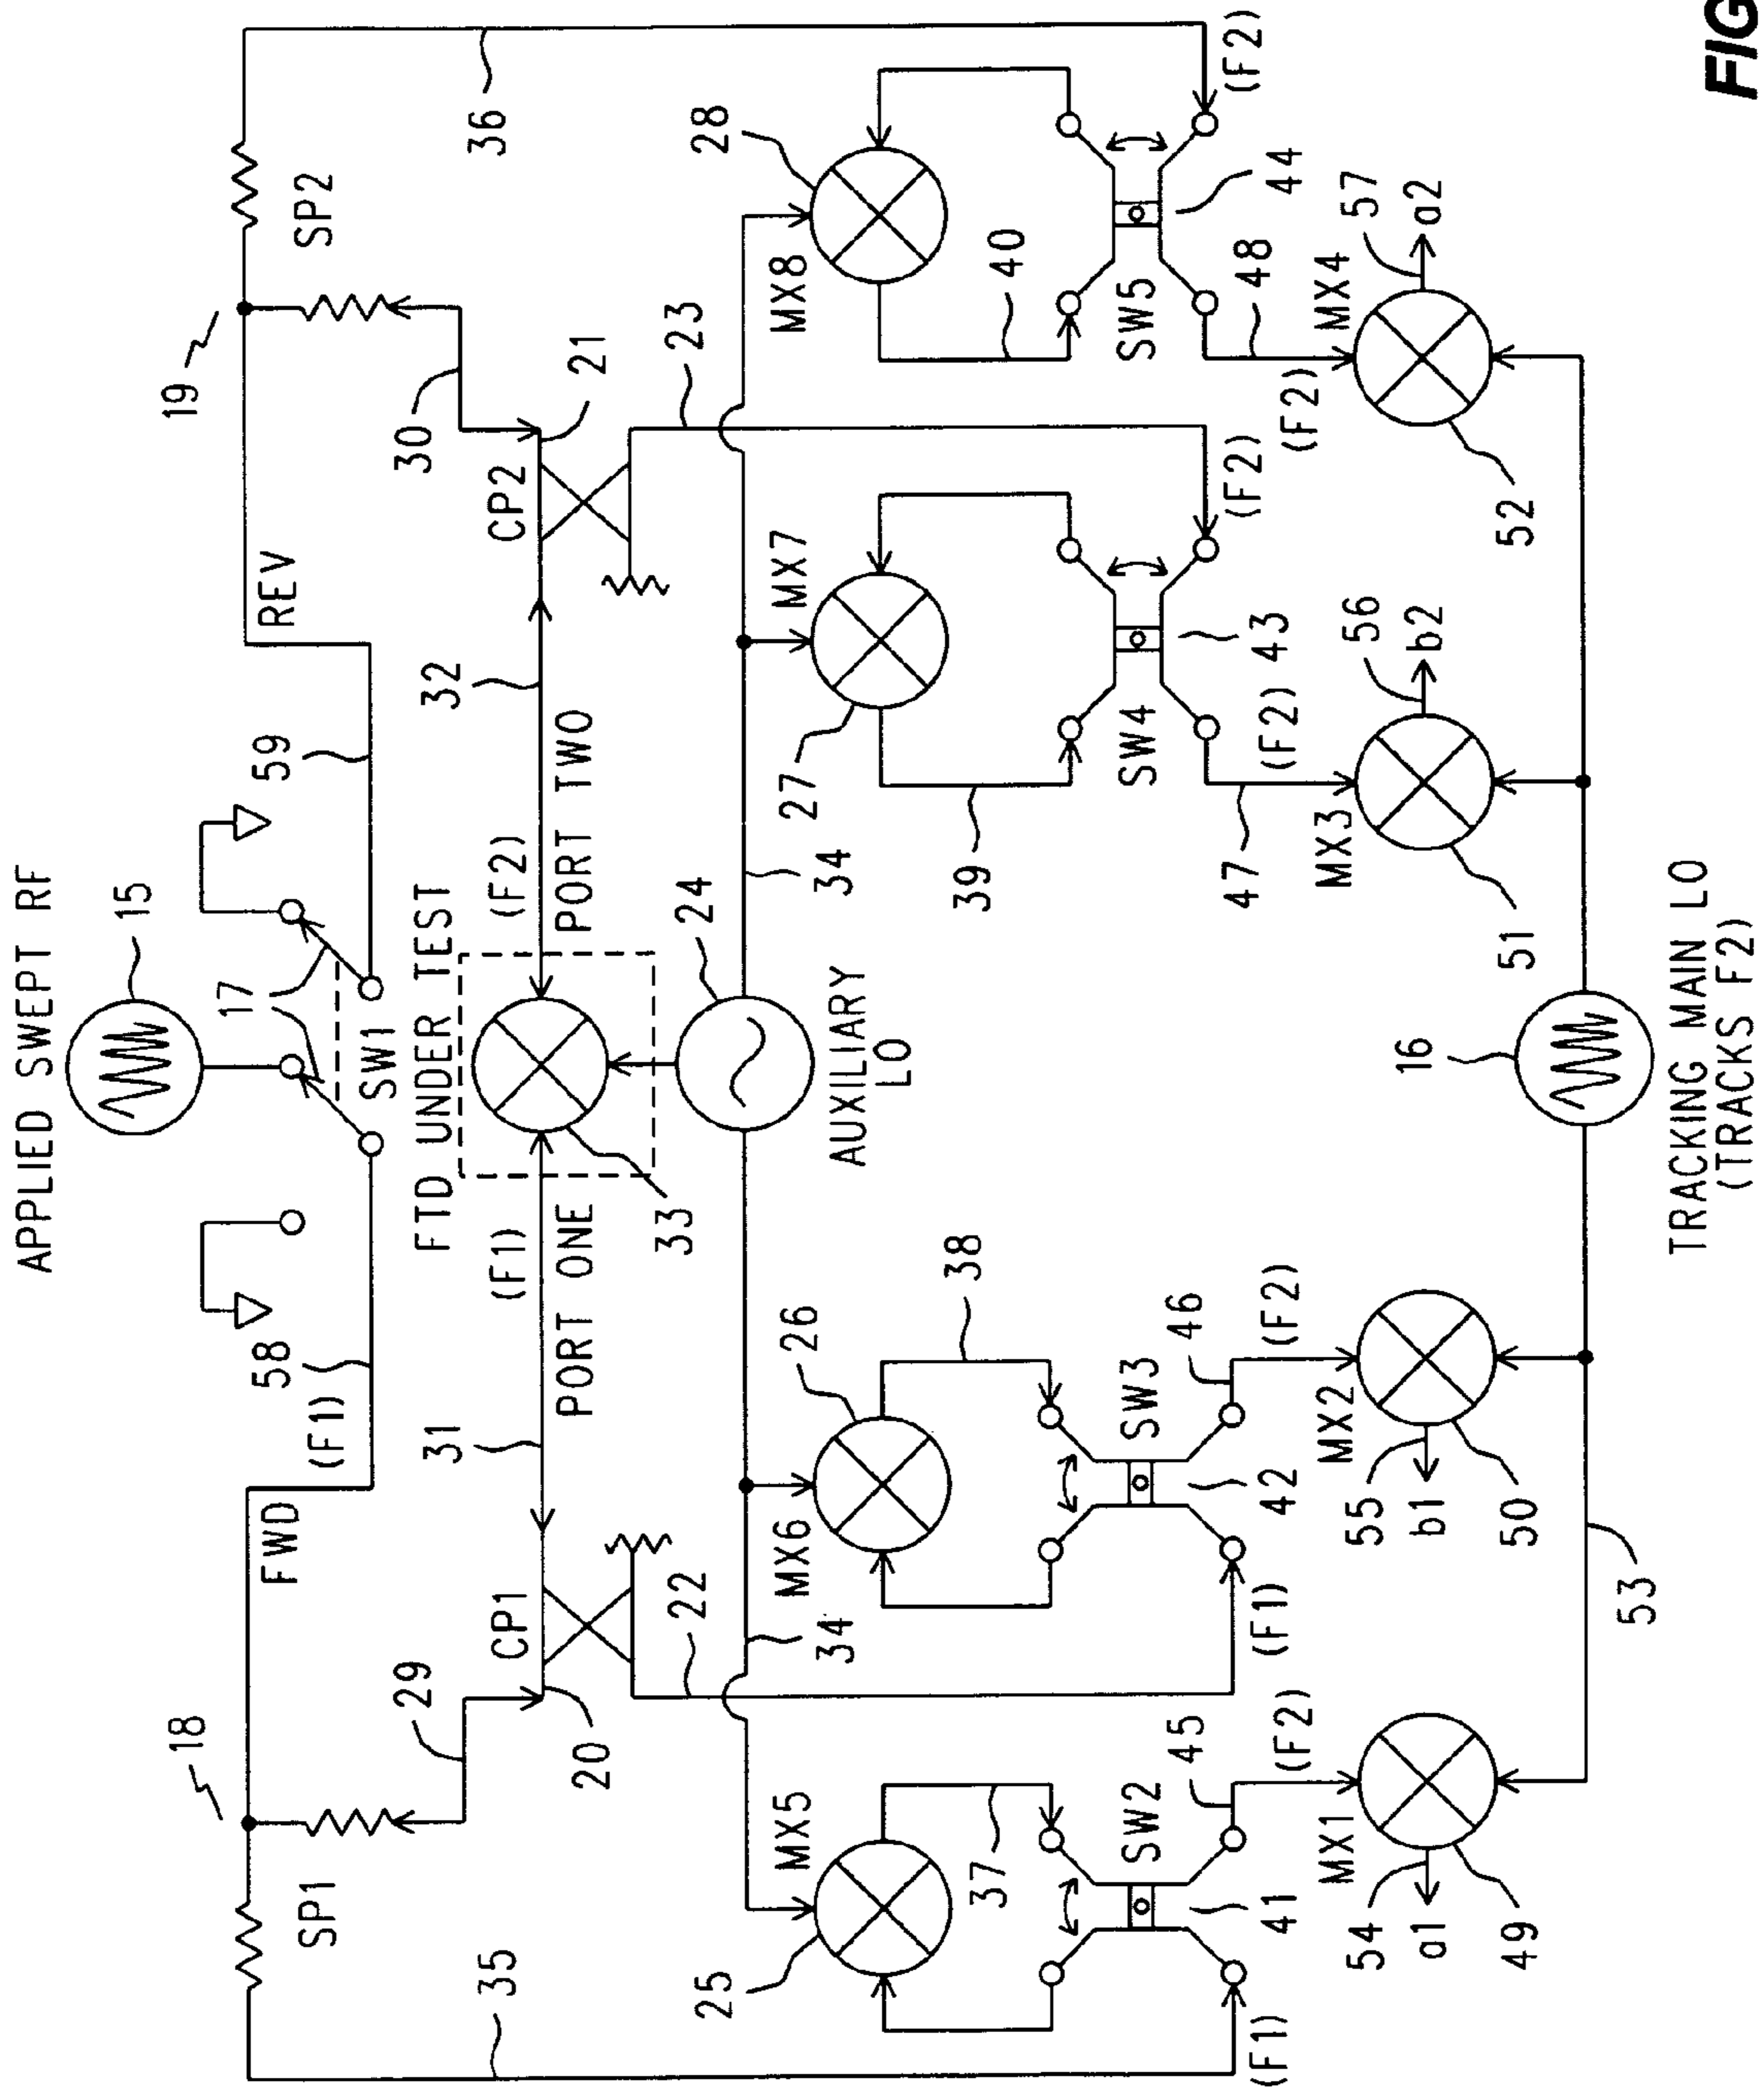 APPLIED SWEPT RF
15
17
SW1
58
(F1)
FWD
59
REV
18
SP1
19
SP2
35
36
29
30
CP1
20
CP2
21
31
32
(F1)
PORT ONE
(F2)
PORT TWO
FTD UNDER TEST
33
24
AUXILIARY
LO
34
34
22
23
MX5
25
MX6
26
MX7
27
MX8
28
37
38
39
40
SW2
41
SW3
42
SW4
43
SW5
44
(F1)
(F1)
(F2)
(F2)
45
(F2)
46
(F2)
47
(F2)
48
(F2)
MX1
49
54
a1
MX2
50
55
b1
MX3
51
56
b2
MX4
52
57
a2
53
16
TRACKING MAIN LO
(TRACKS F2)
FIG